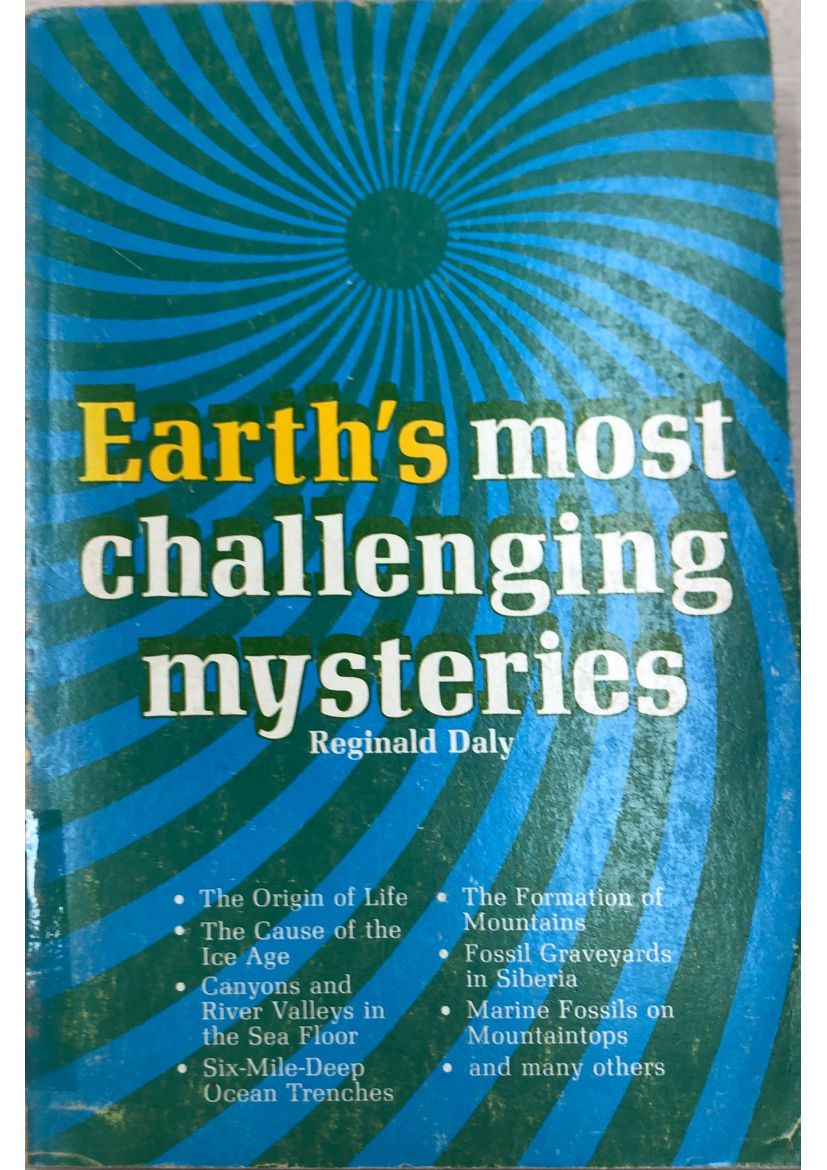 Earth's most
challenging
mysteries
Reginald Daly
• The Origin of Life
• The Cause of the
Ice Age
• Canyons and
River Valleys in
the Sea Floor
• Six-Mile-Deep
Ocean Trenches
• The Formation of
Mountains
• Fossil Graveyards
in Siberia
• Marine Fossils on
Mountaintops
• and many others